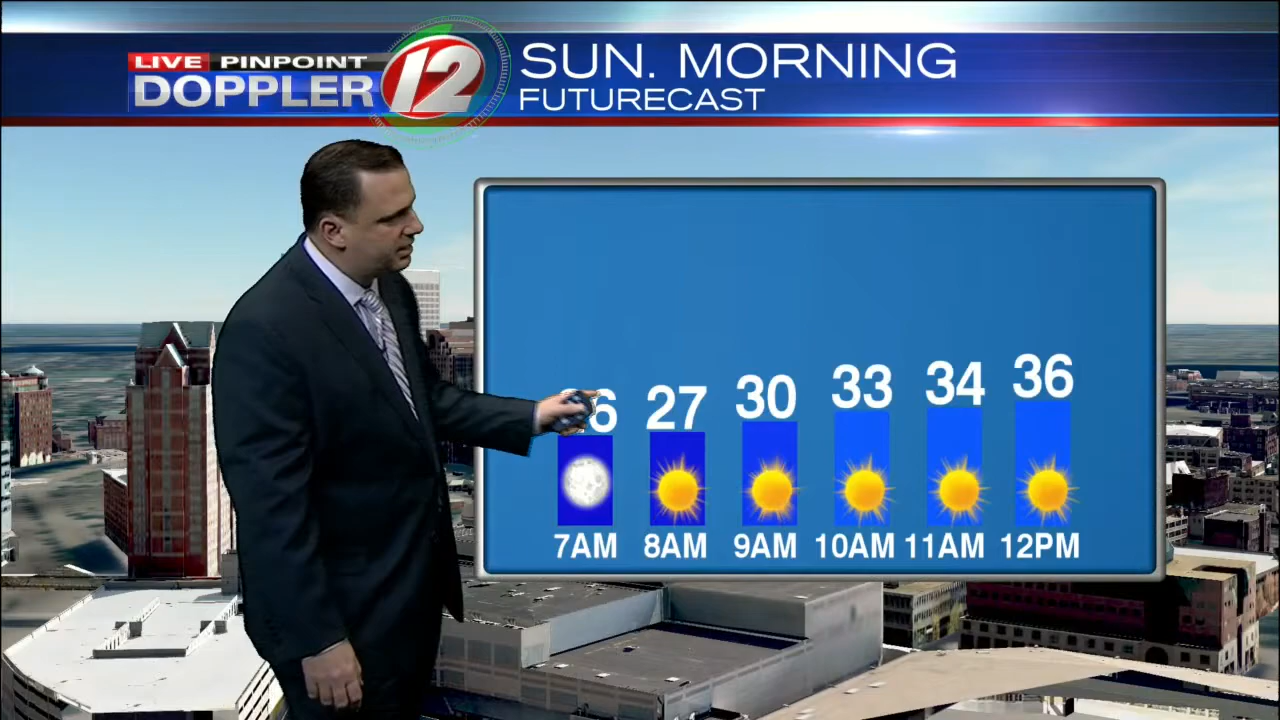 LIVE PINPOINT
DOPPLER
12
SUN. MORNING
FUTURECAST
27 30 33 34 36
7AM 8AM 9AM 10AM 11AM 12PM